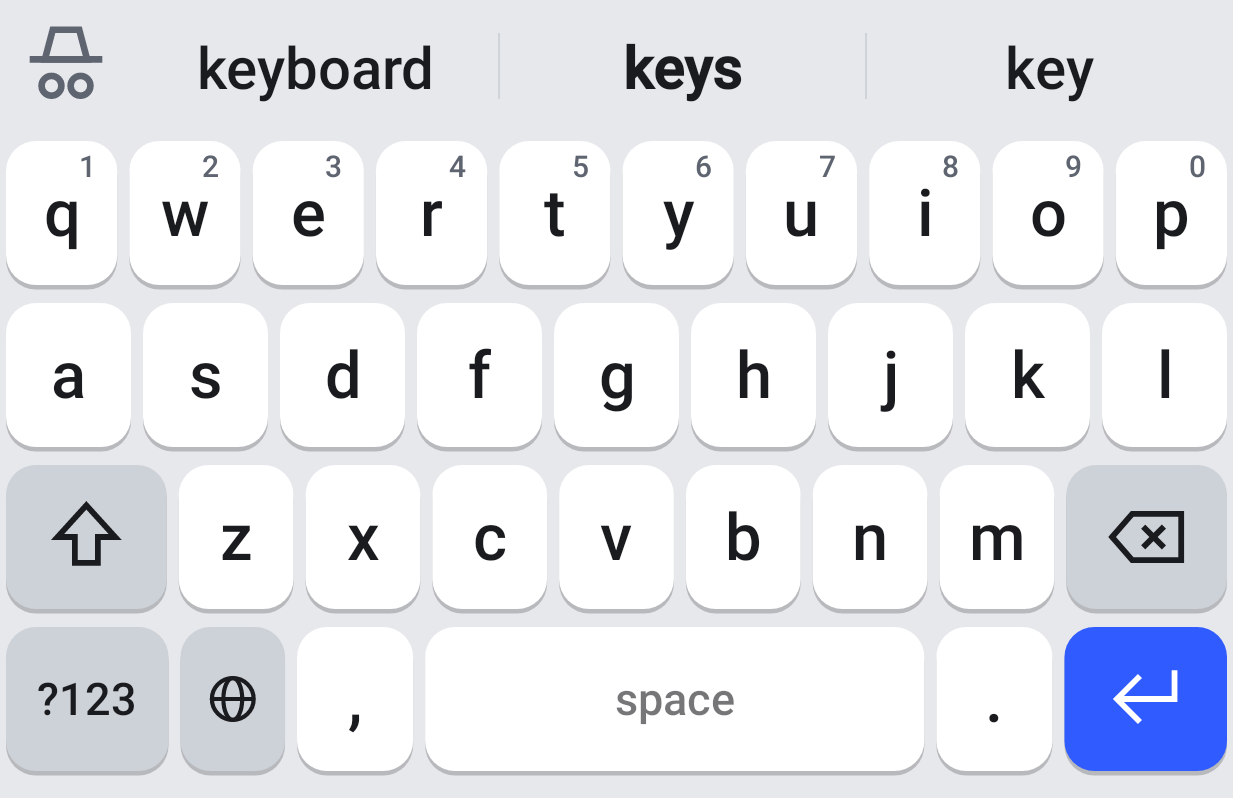 keyboard keys key
1 2 3 4 5 6 7 8 9 0
q w e r t y u i o p
a s d f g h j k l
z x c v b n m
?123 , space .